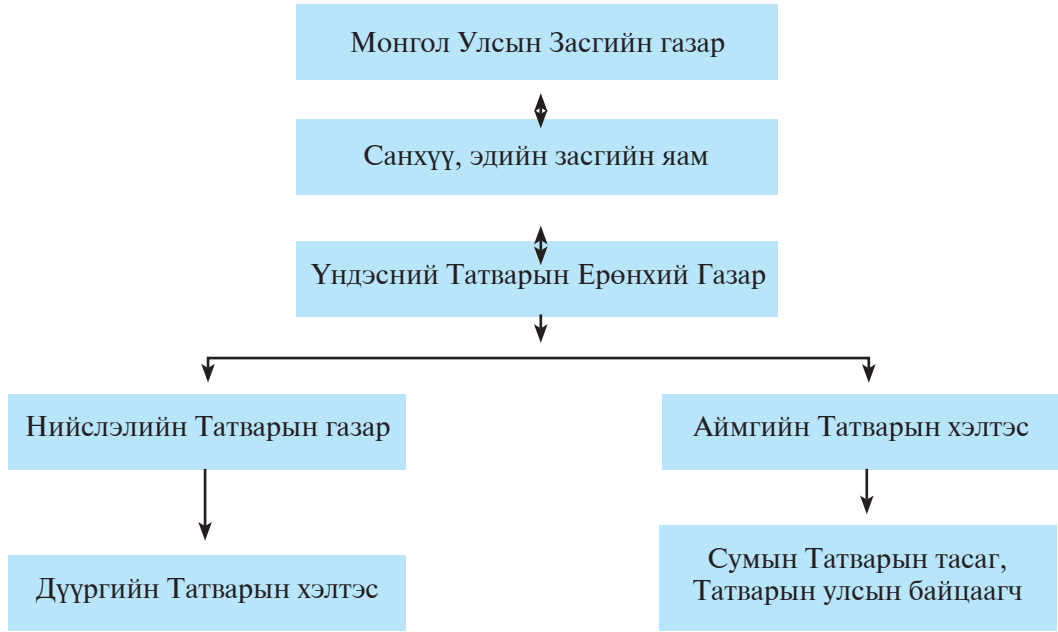 Монгол Улсын Засгийн газар
Санхүү, эдийн засгийн яам
Үндэсний Татварын Ерөнхий Газар
Нийслэлийн Татварын газар
Аймгийн Татварын хэлтэс
Дүүргийн Татварын хэлтэс
Сумын Татварын тасаг,
Татварын улсын байцаагч